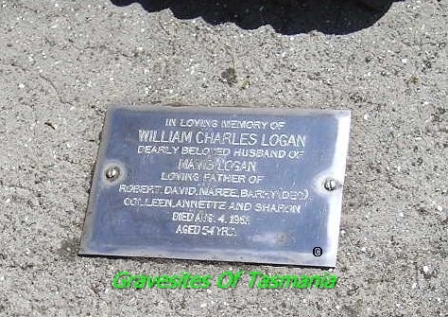 IN LOVING MEMORY OF
WILLIAM CHARLES LOGAN
DEARLY BELOVED HUSBAND OF
MAVIS LOGAN
LOVING FATHER OF
ROBERT, DAVID, MAREE, BARRY (DEC)
COLLEEN, ANNETTE AND SHARON
DIED AUG. 4.
AGED 54 YRS.
Gravesites Of Tasmania